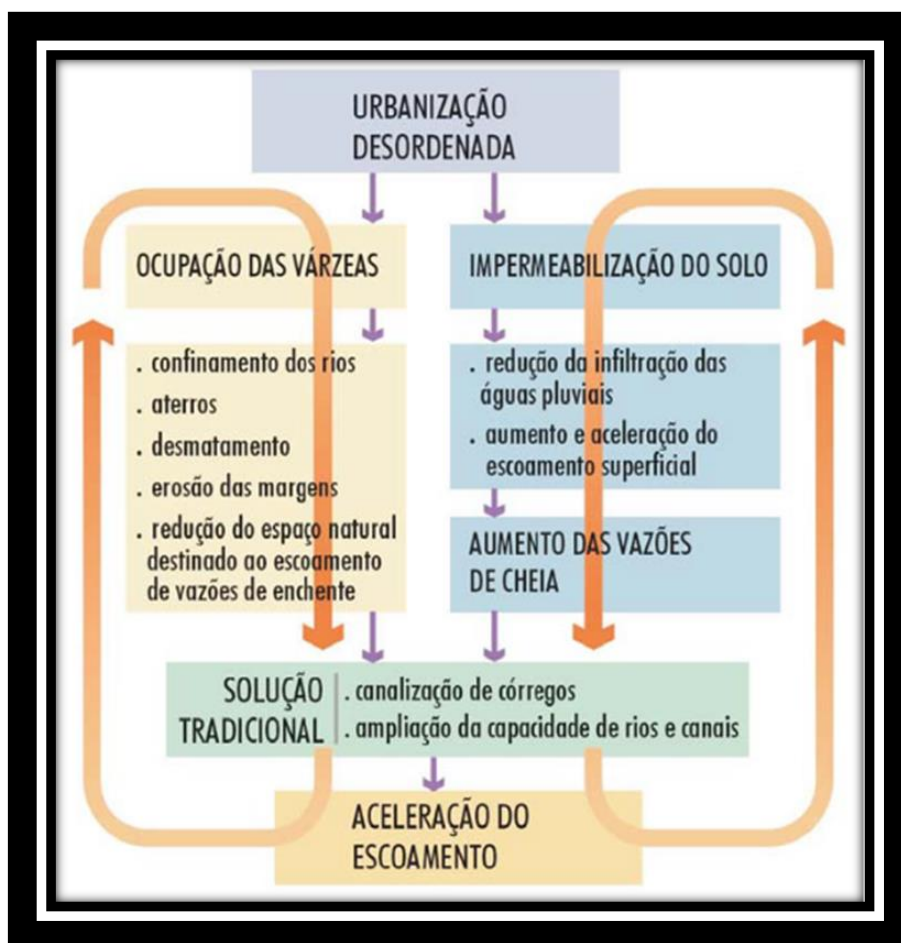 URBANIZAÇÃO
DESORDENADA
OCUPAÇÃO DAS VÁRZEAS
. confinamento dos rios
. aterros
. desmatamento
. erosão das margens
. redução do espaço natural
destinado ao escoamento
de vazões de enchente
IMPERMEABILIZAÇÃO DO SOLO
. redução da infiltração das
águas pluviais
. aumento e aceleração do
escoamento superficial
AUMENTO DAS VAZÕES
DE CHEIA
SOLUÇÃO
TRADICIONAL
. canalização de córregos
. ampliação da capacidade de rios e canais
ACELERAÇÃO DO
ESCOAMENTO